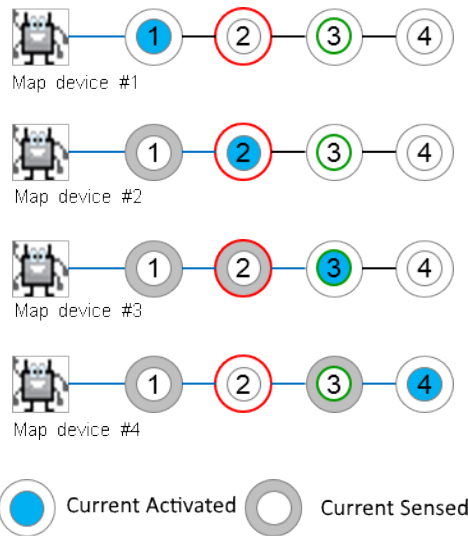 1 2 3 4
Map device #1
1 2 3 4
Map device #2
1 2 3 4
Map device #3
1 2 3 4
Map device #4
Current Activated Current Sensed